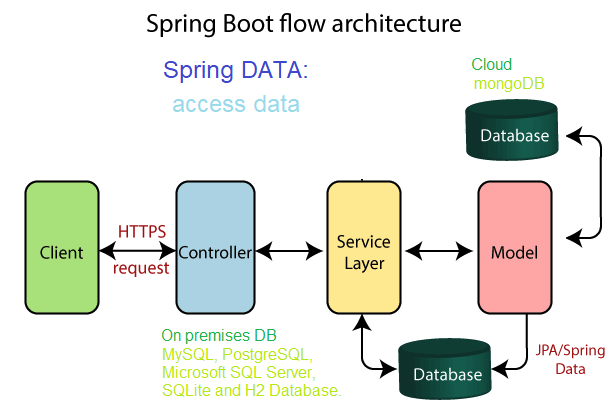 Spring Boot flow architecture
Spring DATA:
access data
Cloud
mongoDB
Database
Client
HTTPS
request
Controller
Service
Layer
Model
On premises DB
MySQL, PostgreSQL,
Microsoft SQL Server,
SQLite and H2 Database.
Database
JPA/Spring
Data